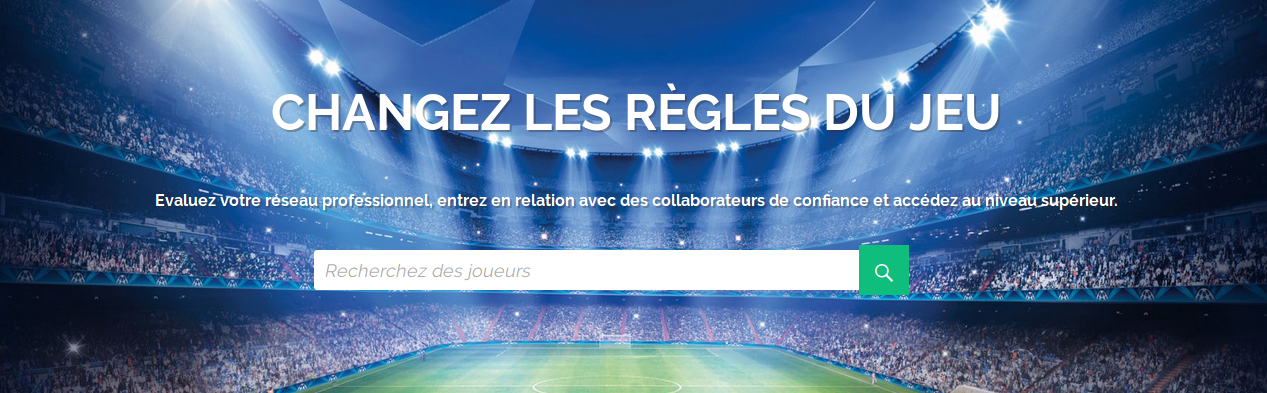 CHANGEZ LES RÈGLES DU JEU
Evaluez votre réseau professionnel, entrez en relation avec des collaborateurs de confiance et accédez au niveau supérieur.
Recherchez des joueurs